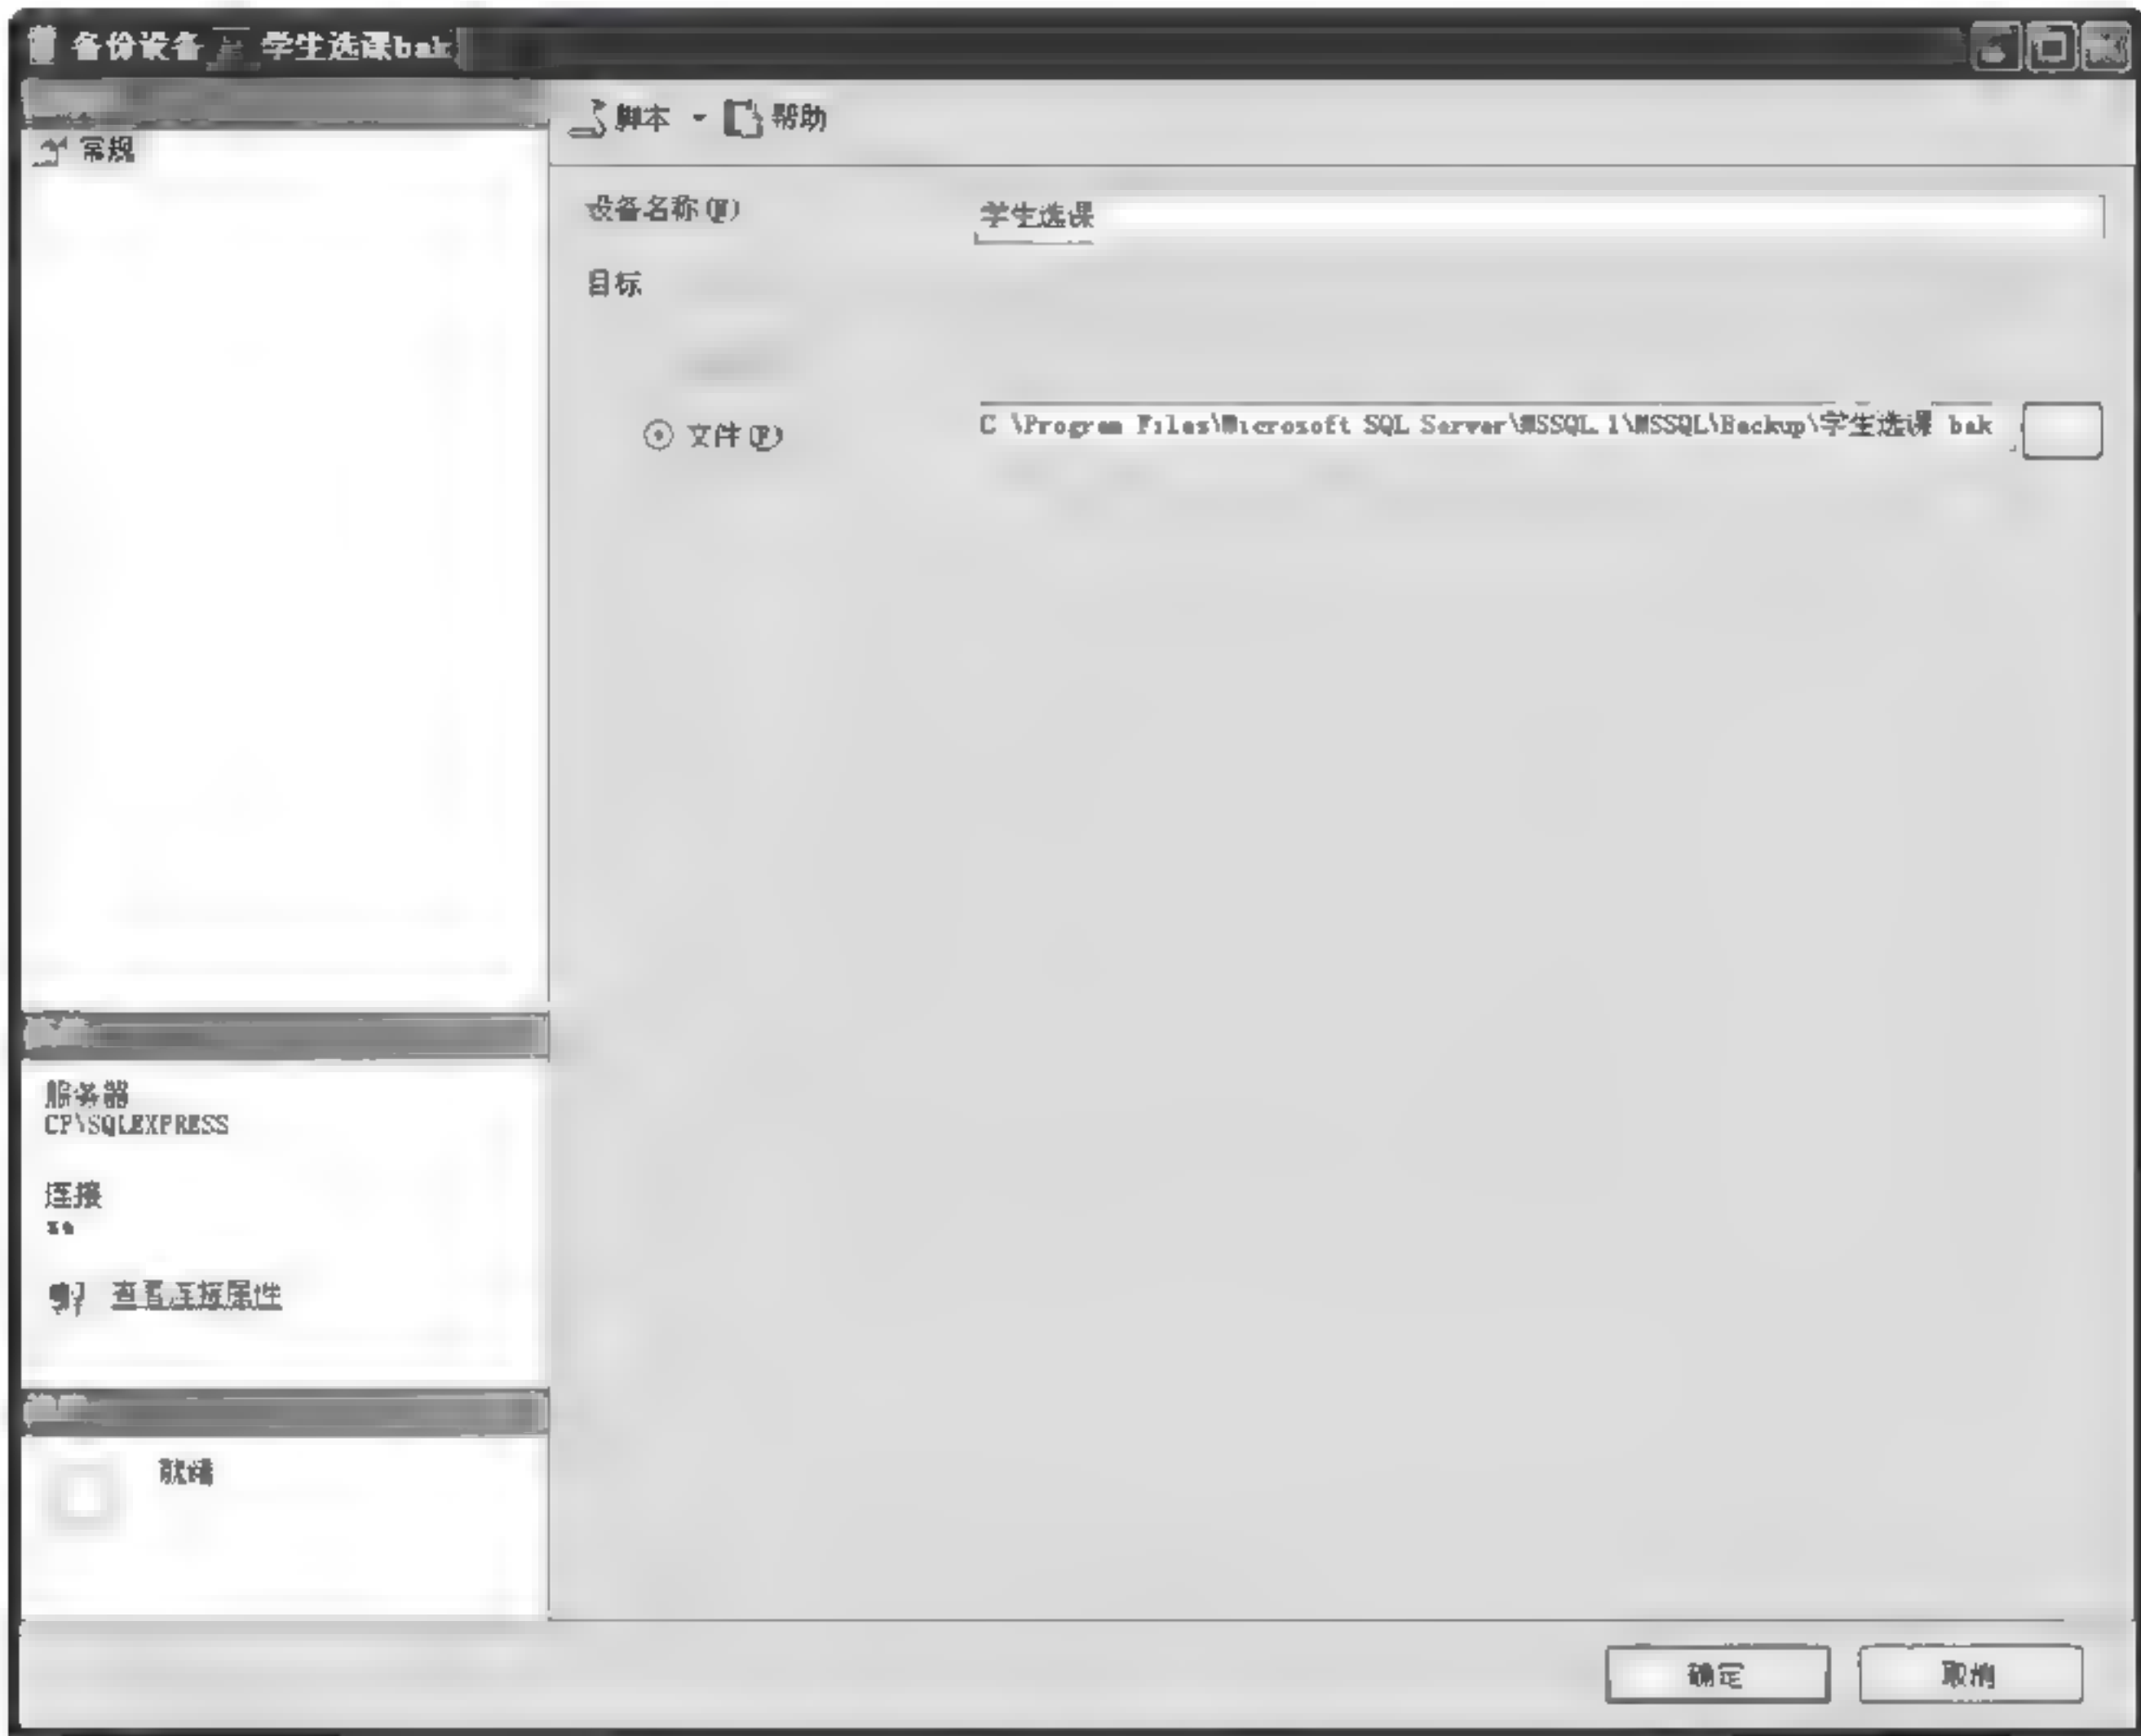 备份设备 学生选课bak
常规
脚本 帮助
设备名称(N) 学生选课
目标
文件(F) C \Program Files\Microsoft SQL Server\MSSQL 1\MSSQL\Backup\学生选课 bak
服务器
CP\SQLEXPRESS
连接
sa
查看连接属性
就绪
确定 取消